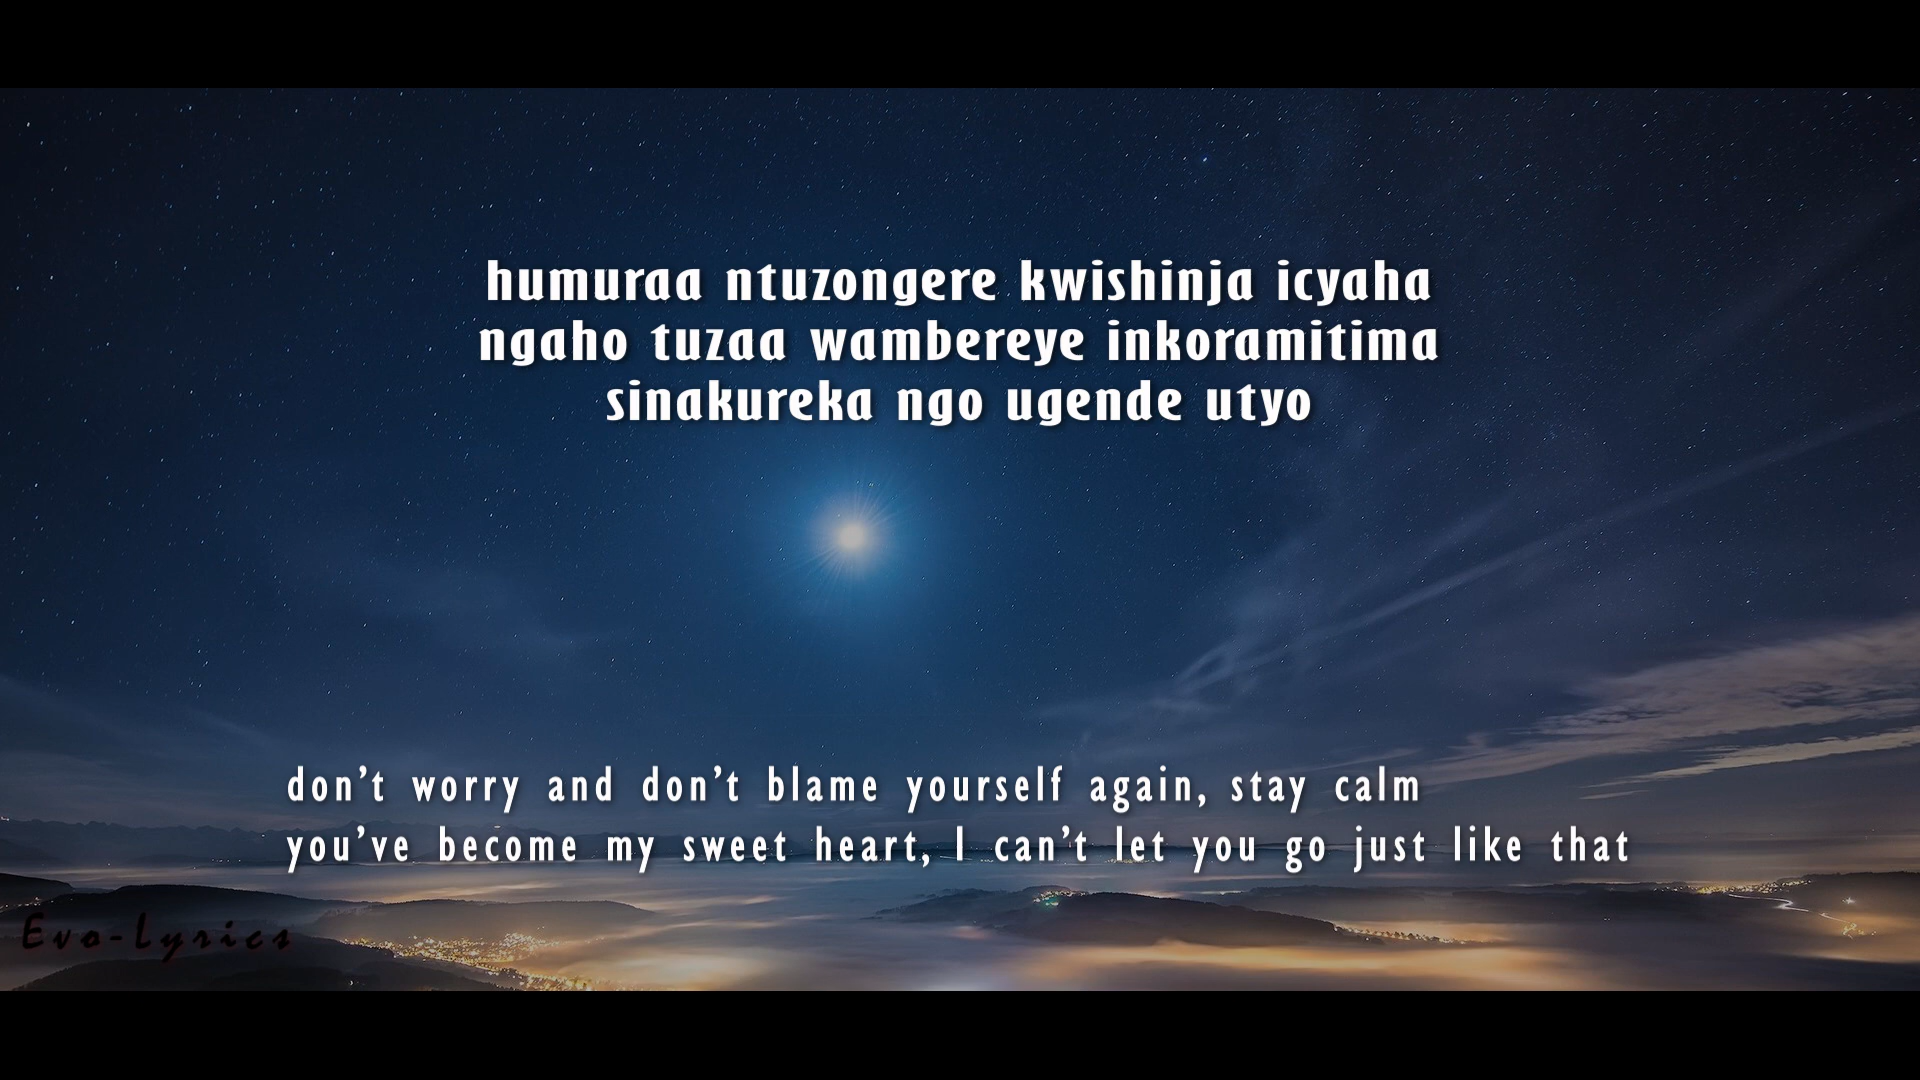 humuraa ntuzongere kwishinja icyaha
ngaho tuzaa wambereye inkoramitima
sinakureka ngo ugende utyo
don't worry and don't blame yourself again, stay calm
you've become my sweet heart, I can't let you go just like that
Evo-Lyrics